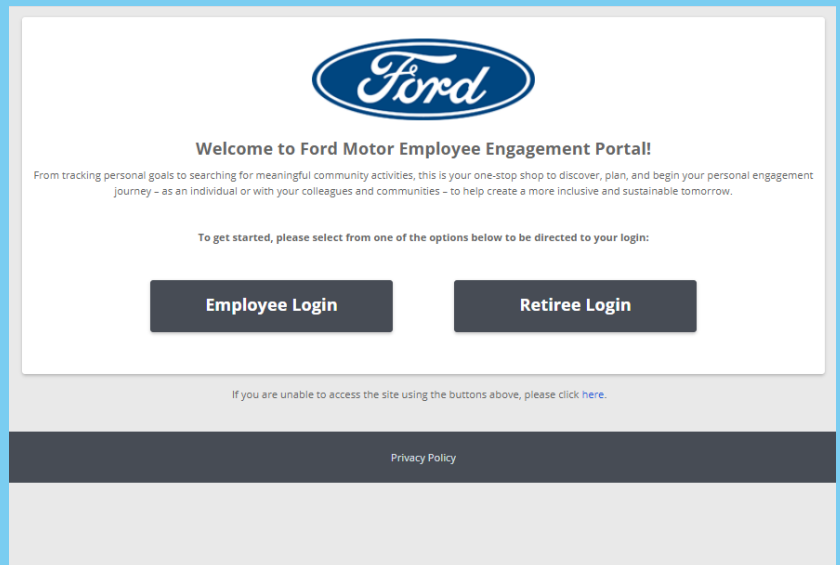 Ford
Welcome to Ford Motor Employee Engagement Portal!
From tracking personal goals to searching for meaningful community activities, this is your one-stop shop to discover, plan, and begin your personal engagement
journey – as an individual or with your colleagues and communities – to help create a more inclusive and sustainable tomorrow.
To get started, please select from one of the options below to be directed to your login:
Employee Login
Retiree Login
If you are unable to access the site using the buttons above, please click here.
Privacy Policy